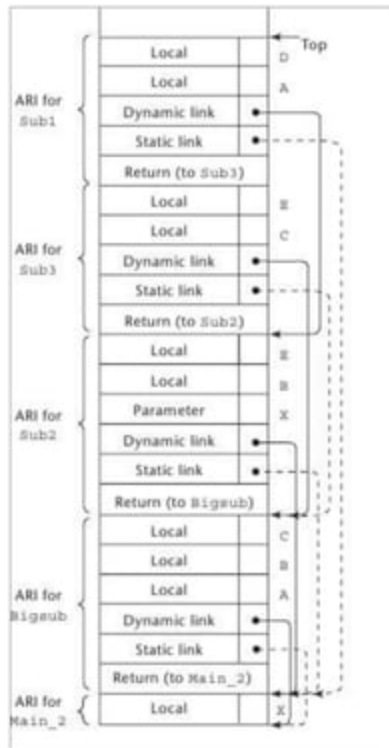 Top
Local D
Local A
ARI for Sub1
Dynamic link
Static link
Return (to Sub3)
Local E
Local C
ARI for Sub3
Dynamic link
Static link
Return (to Sub2)
Local E
Local B
Parameter X
ARI for Sub2
Dynamic link
Static link
Return (to Bigsub)
Local C
Local B
Local A
ARI for Bigsub
Dynamic link
Static link
Return (to Main_2)
ARI for Main_2
Local X